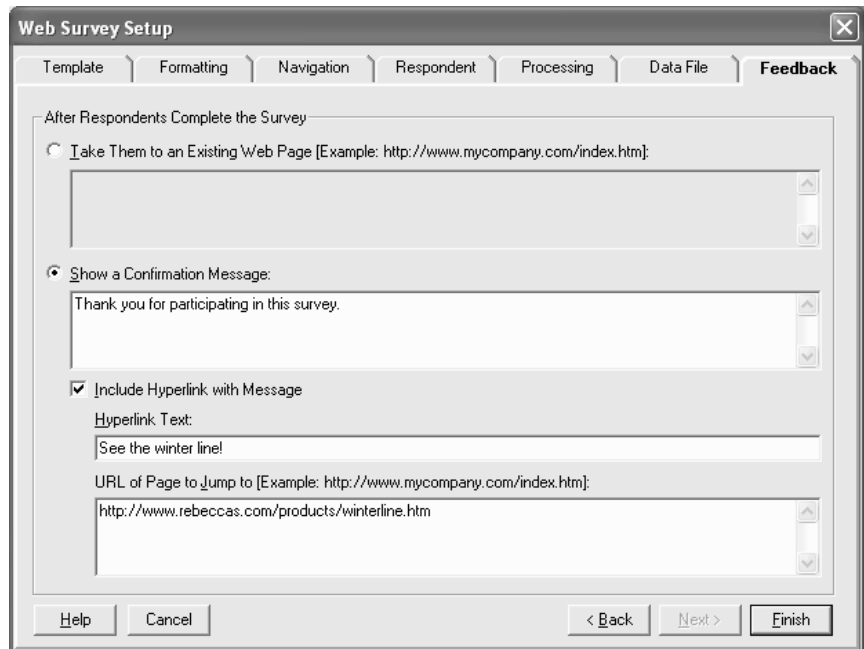 Web Survey Setup
Template Formatting Navigation Respondent Processing Data File Feedback
After Respondents Complete the Survey
Take Them to an Existing Web Page [Example: http://www.mycompany.com/index.htm]:
Show a Confirmation Message:
Thank you for participating in this survey.
Include Hyperlink with Message
Hyperlink Text:
See the winter line!
URL of Page to Jump to [Example: http://www.mycompany.com/index.htm]:
http://www.rebeccas.com/products/winterline.htm
Help Cancel < Back Next > Finish